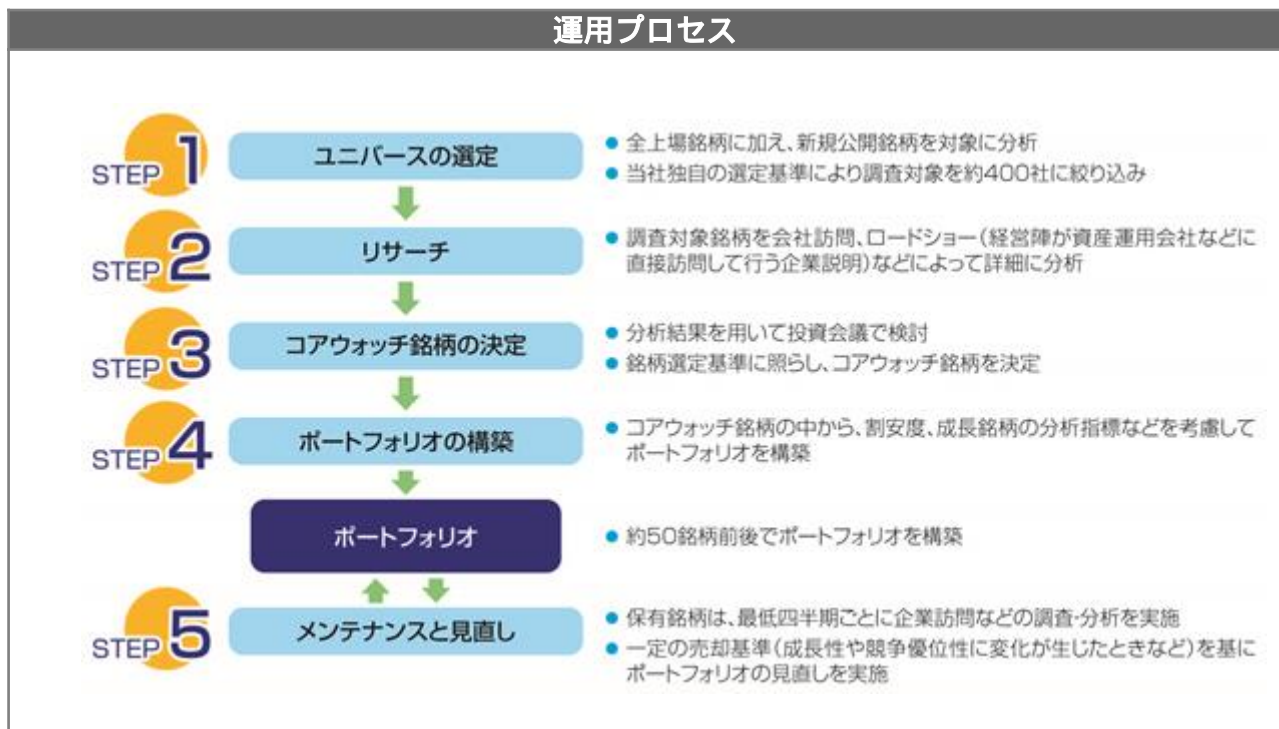 運用プロセス
STEP 1
ユニバースの選定
● 全上場銘柄に加え、新規公開銘柄を対象に分析
● 当社独自の選定基準により調査対象を約400社に絞り込み
STEP 2
リサーチ
● 調査対象銘柄を会社訪問、ロードショー(経営陣が資産運用会社などに
直接訪問して行う企業説明)などによって詳細に分析
STEP 3
コアウォッチ銘柄の決定
● 分析結果を用いて投資会議で検討
● 銘柄選定基準に照らし、コアウォッチ銘柄を決定
STEP 4
ポートフォリオの構築
● コアウォッチ銘柄の中から、割安度、成長銘柄の分析指標などを考慮して
ポートフォリオを構築
ポートフォリオ
● 約50銘柄前後でポートフォリオを構築
STEP 5
メンテナンスと見直し
● 保有銘柄は、最低四半期ごとに企業訪問などの調査・分析を実施
● 一定の売却基準(成長性や競争優位性に変化が生じたときなど)を基に
ポートフォリオの見直しを実施